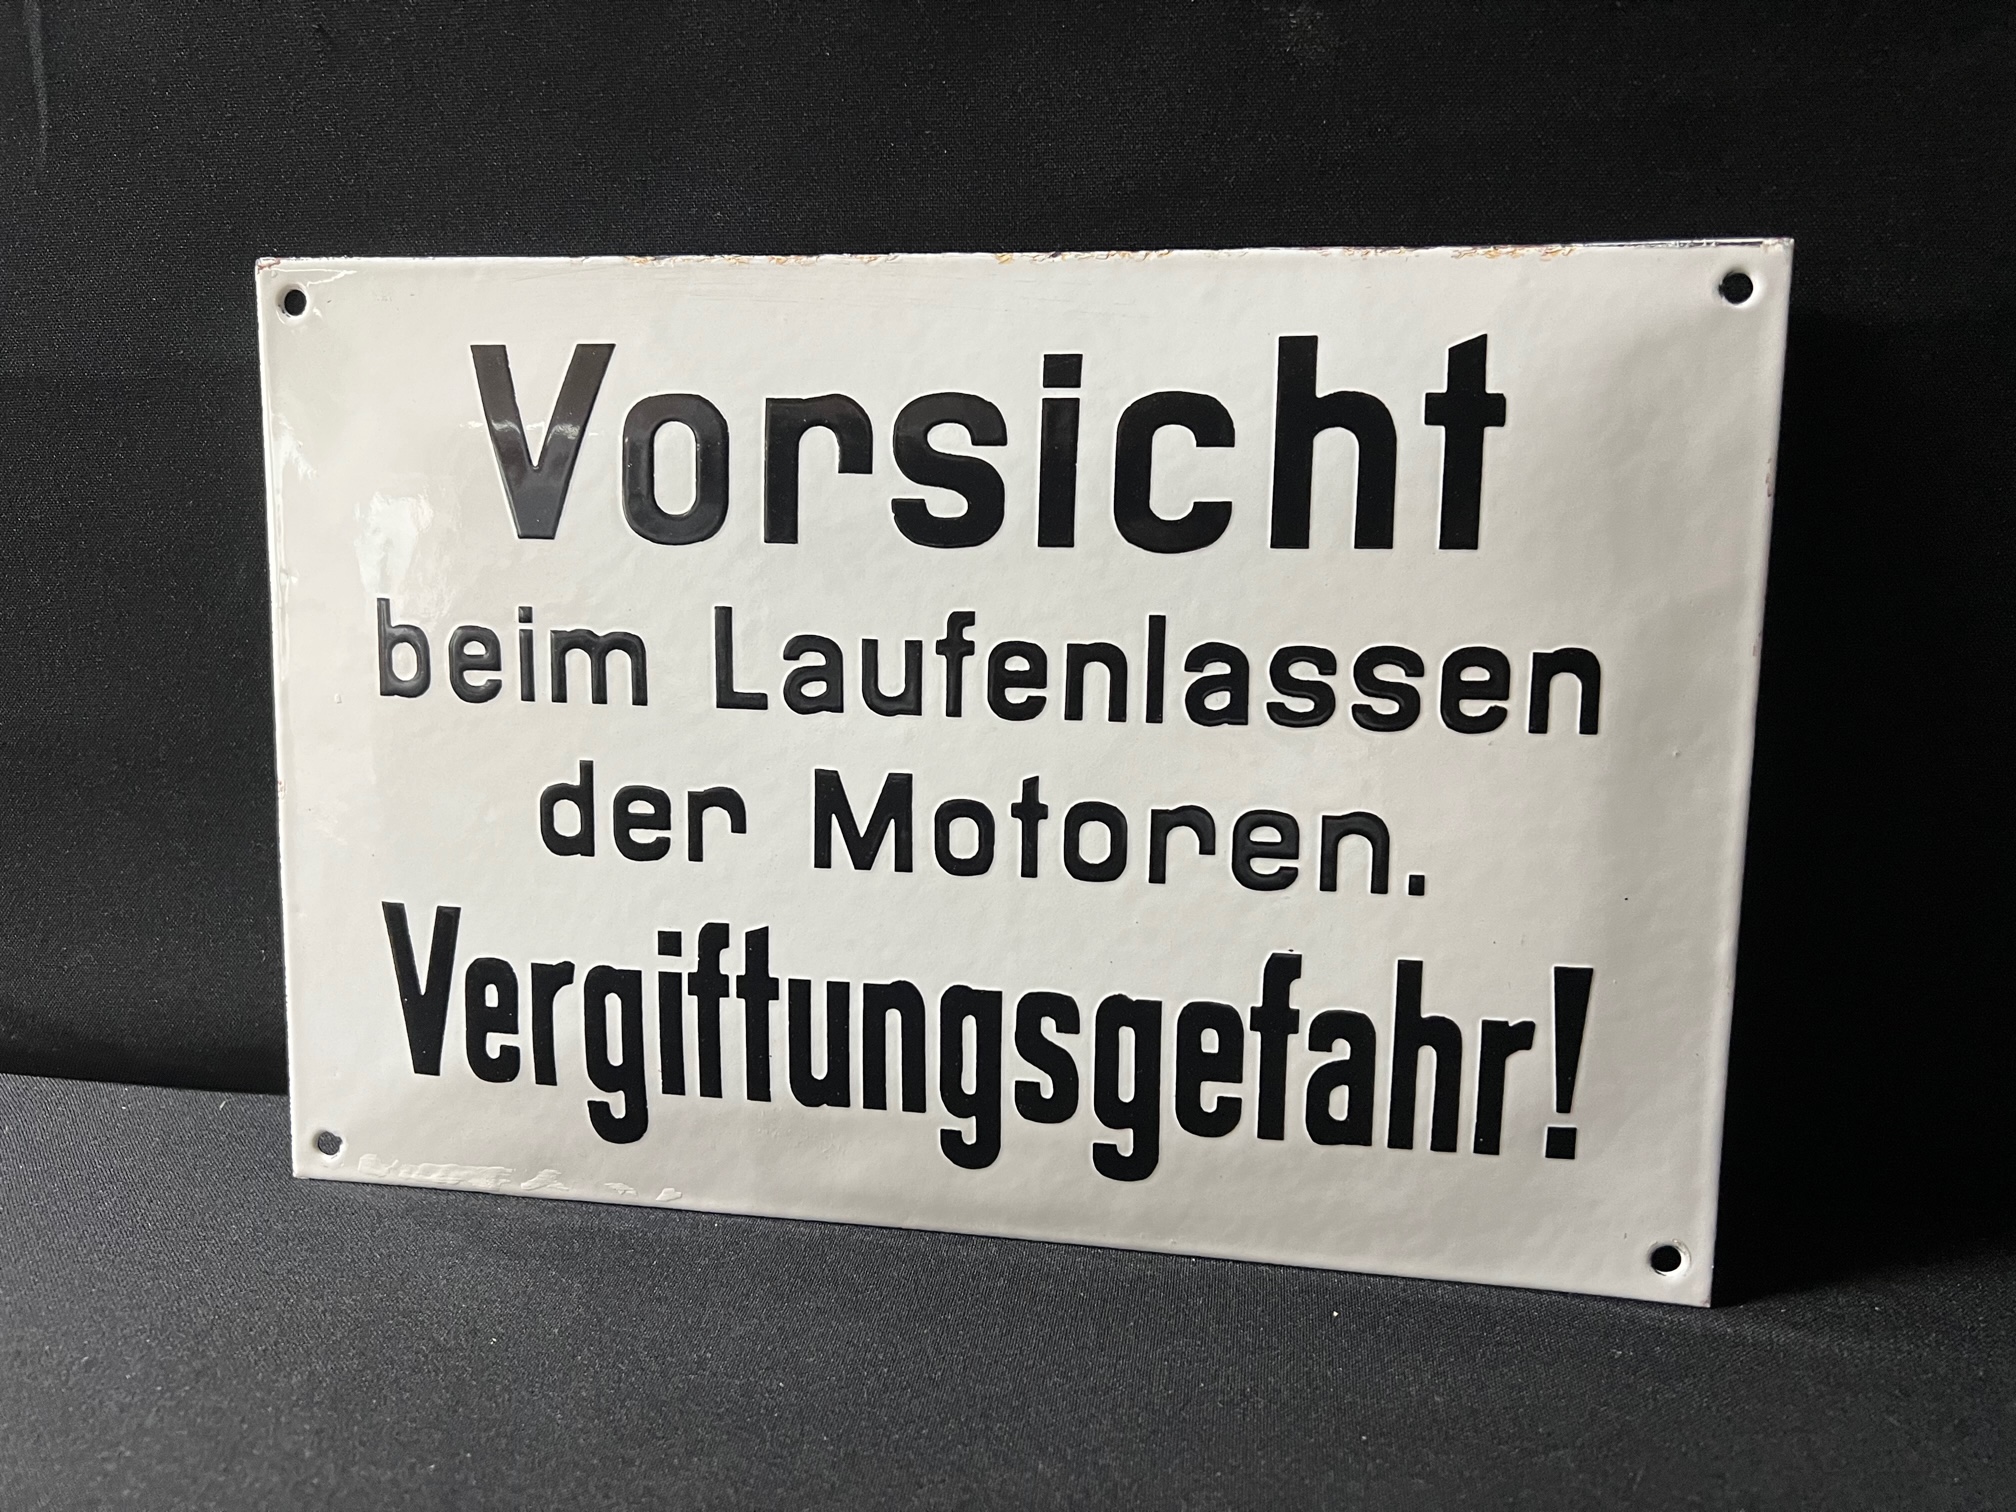 Vorsicht
beim Laufenlassen
der Motoren.
Vergiftungsgefahr!